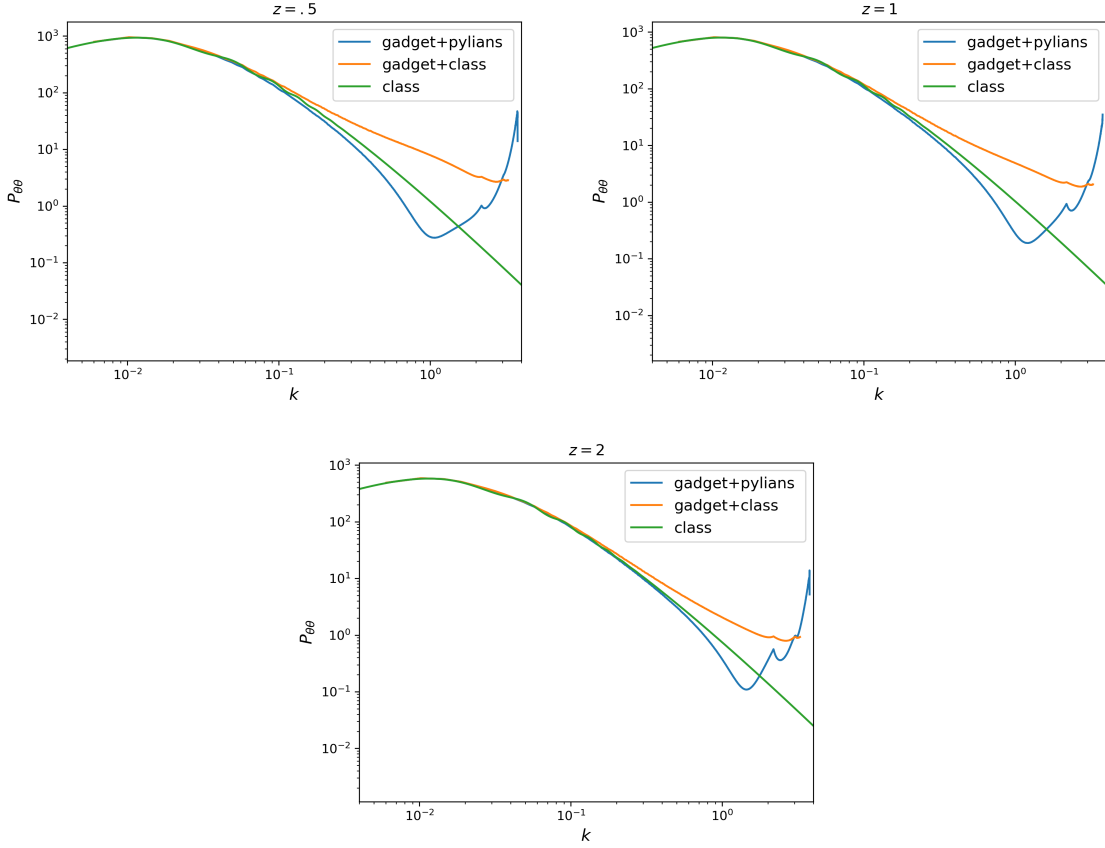 z = .5
10³
10²
10¹
10⁰
10⁻¹
10⁻²
P_θθ
gadget+pylians
gadget+class
class
10⁻²
10⁻¹
10⁰
k
z = 1
10³
10²
10¹
10⁰
10⁻¹
10⁻²
P_θθ
gadget+pylians
gadget+class
class
10⁻²
10⁻¹
10⁰
k
z = 2
10³
10²
10¹
10⁰
10⁻¹
10⁻²
P_θθ
gadget+pylians
gadget+class
class
10⁻²
10⁻¹
10⁰
k